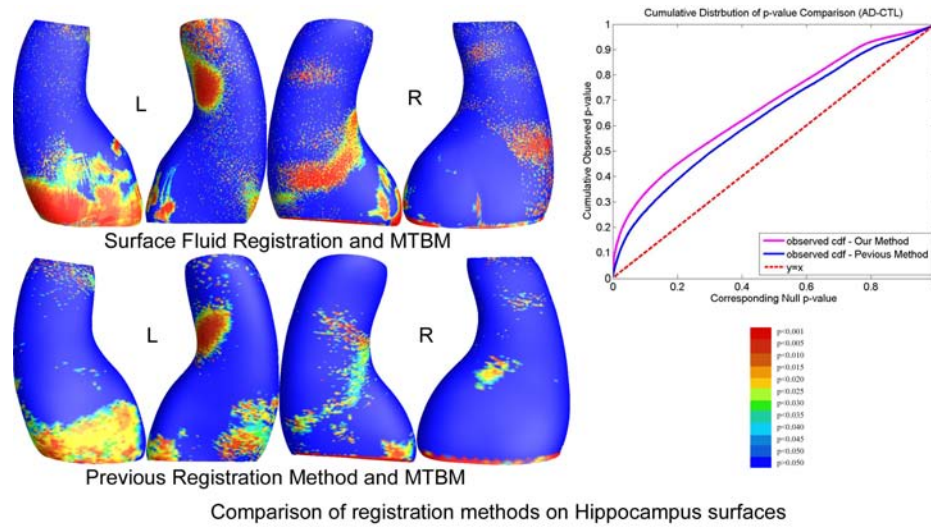 L
R
Surface Fluid Registration and MTBM
L
R
Previous Registration Method and MTBM
Cumulative Distrbution of p-value Comparison (AD-CTL)
Cumulative Observed p-value
1
0.9
0.8
0.7
0.6
0.5
0.4
0.3
0.2
0.1
0
0
0.2
0.4
0.6
0.8
observed cdf - Our Method
observed cdf - Pevious Method
y=x
Corresponding Null p-value
p<0.001
p<0.005
p<0.010
p<0.015
p<0.020
p<0.025
p<0.030
p<0.035
p<0.040
p<0.045
p<0.050
p>0.050
Comparison of registration methods on Hippocampus surfaces